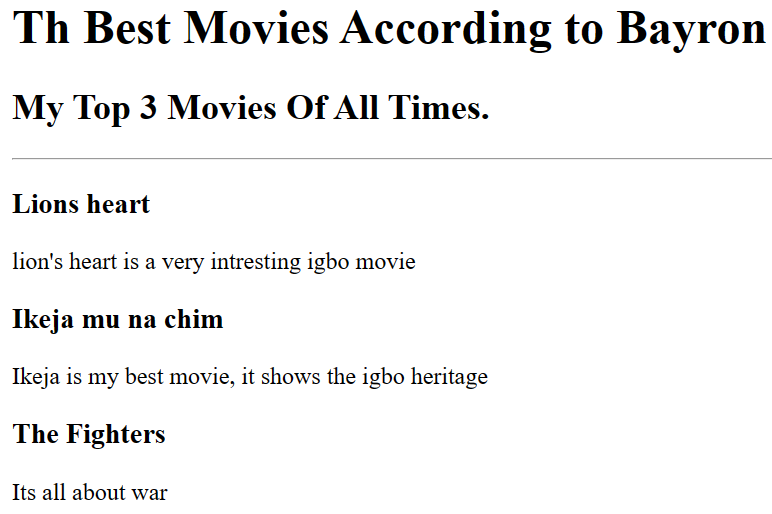 Th Best Movies According to Bayron
My Top 3 Movies Of All Times.
Lions heart
lion's heart is a very intresting igbo movie
Ikeja mu na chim
Ikeja is my best movie, it shows the igbo heritage
The Fighters
Its all about war